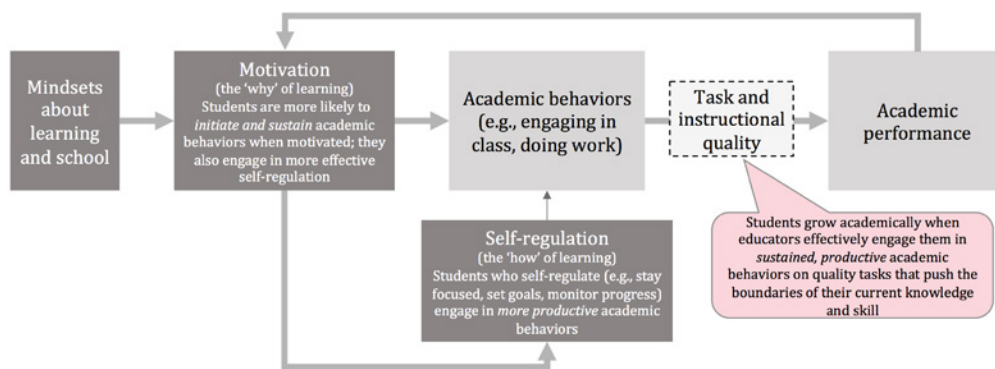 Mindsets
about
learning
and school
Motivation
(the 'why' of learning)
Students are more likely to
initiate and sustain academic
behaviors when motivated; they
also engage in more effective
self-regulation
Academic behaviors
(e.g., engaging in
class, doing work)
Task and
instructional
quality
Academic
performance
Self-regulation
(the 'how' of learning)
Students who self-regulate (e.g., stay
focused, set goals, monitor progress)
engage in more productive academic
behaviors
Students grow academically when
educators effectively engage them in
sustained, productive academic
behaviors on quality tasks that push the
boundaries of their current knowledge
and skill